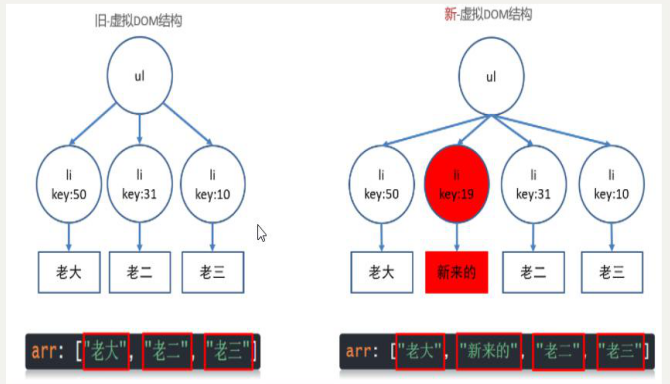 旧-虚拟DOM结构
新-虚拟DOM结构
ul
ul
li
key:50
li
key:31
li
key:10
li
key:50
li
key:19
li
key:31
li
key:10
老大
老二
老三
老大
新来的
老二
老三
arr: ["老大", "老二", "老三"]
arr: ["老大", "新来的", "老二", "老三"]